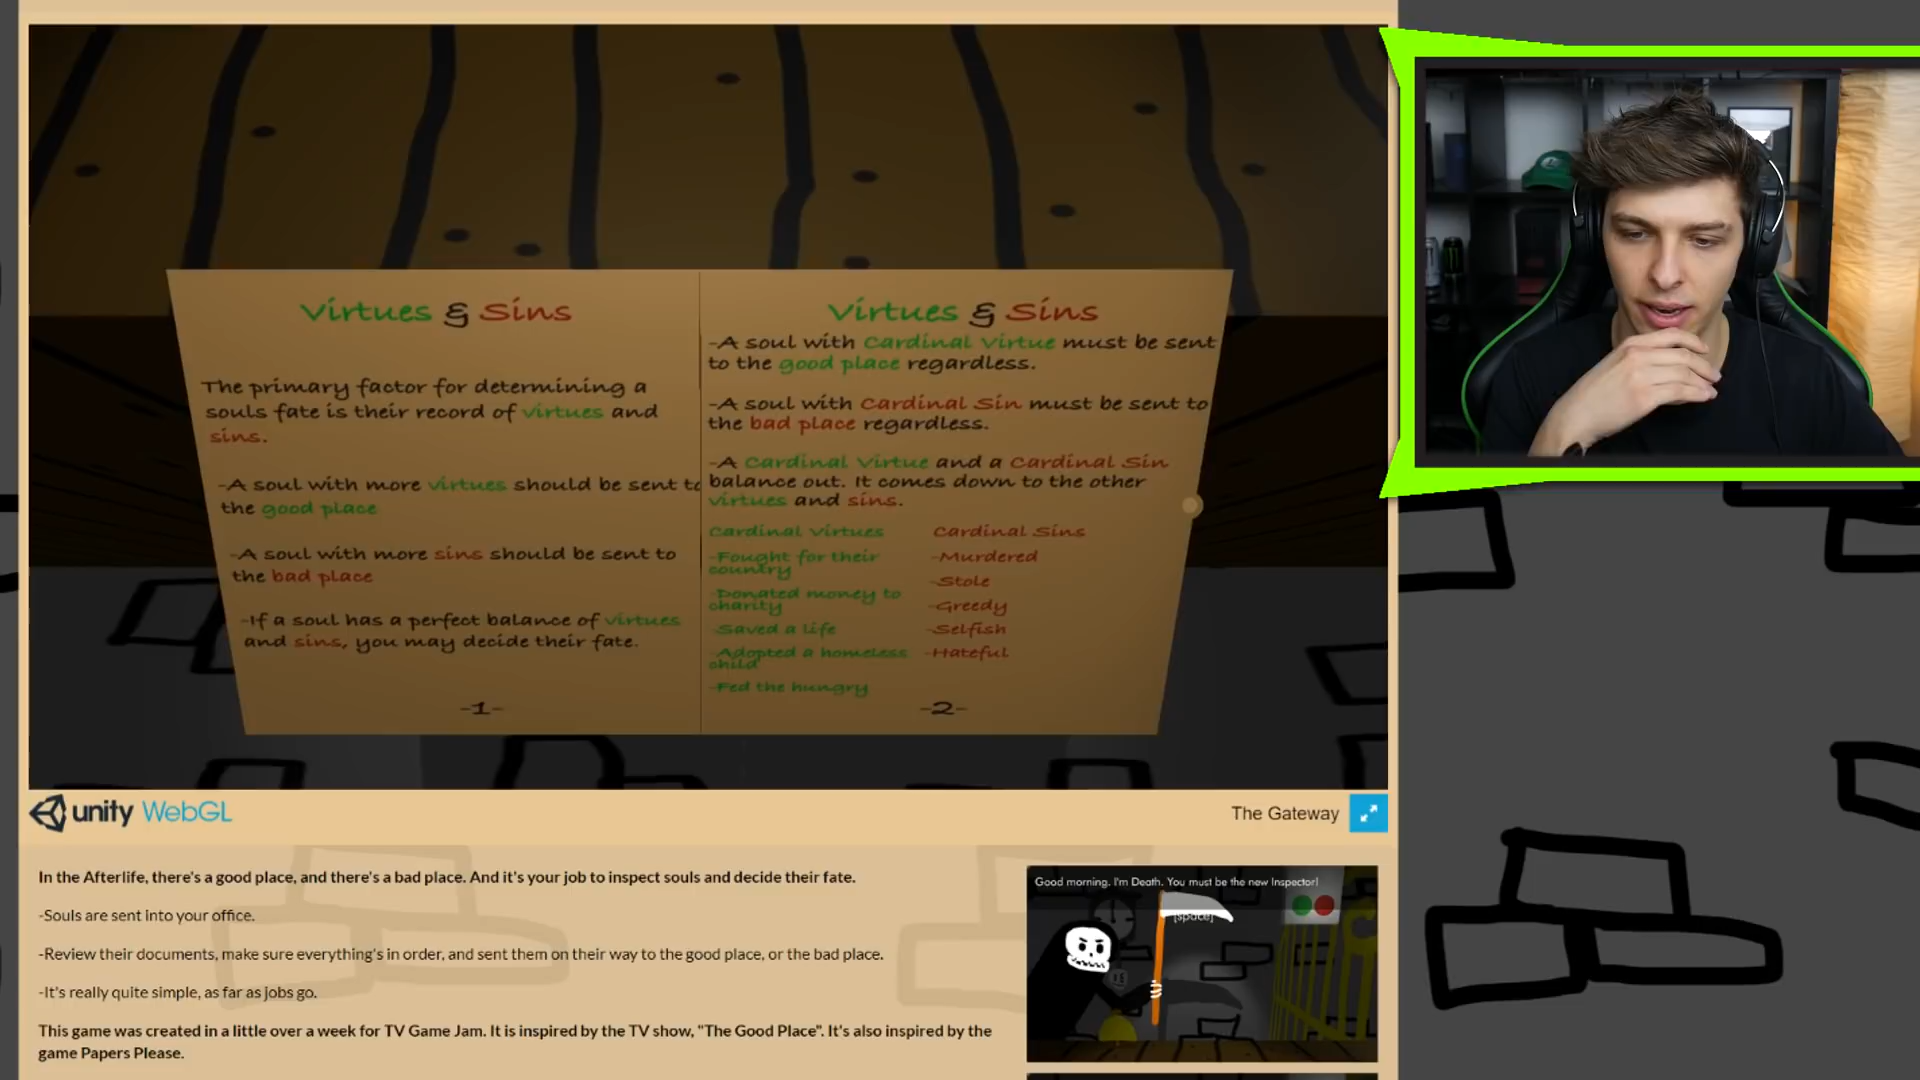 Virtues & Sins
The primary factor for determining a
souls fate is their record of virtues and
sins.
-A soul with more virtues should be sent to
the good place
-A soul with more sins should be sent to
the bad place
-If a soul has a perfect balance of virtues
and sins, you may decide their fate.
-1-
Virtues & Sins
-A soul with Cardinal Virtue must be sent
to the good place regardless.
-A soul with Cardinal Sin must be sent to
the bad place regardless.
-A Cardinal Virtue and a Cardinal Sin
balance out. It comes down to the other
virtues and sins.
Cardinal Virtues
-Fought for their
country
-Donated money to
charity
-Saved a life
-Adopted a homeless
child
-Fed the hungry
Cardinal Sins
-Murdered
-Stole
-Greedy
-Selfish
-Hateful
-2-
unity WebGL
The Gateway
In the Afterlife, there's a good place, and there's a bad place. And it's your job to inspect souls and decide their fate.
-Souls are sent into your office.
-Review their documents, make sure everything's in order, and sent them on their way to the good place, or the bad place.
-It's really quite simple, as far as jobs go.
This game was created in a little over a week for TV Game Jam. It is inspired by the TV show, "The Good Place". It's also inspired by the
game Papers Please.
Good morning. I'm Death. You must be the new Inspector!
[space]